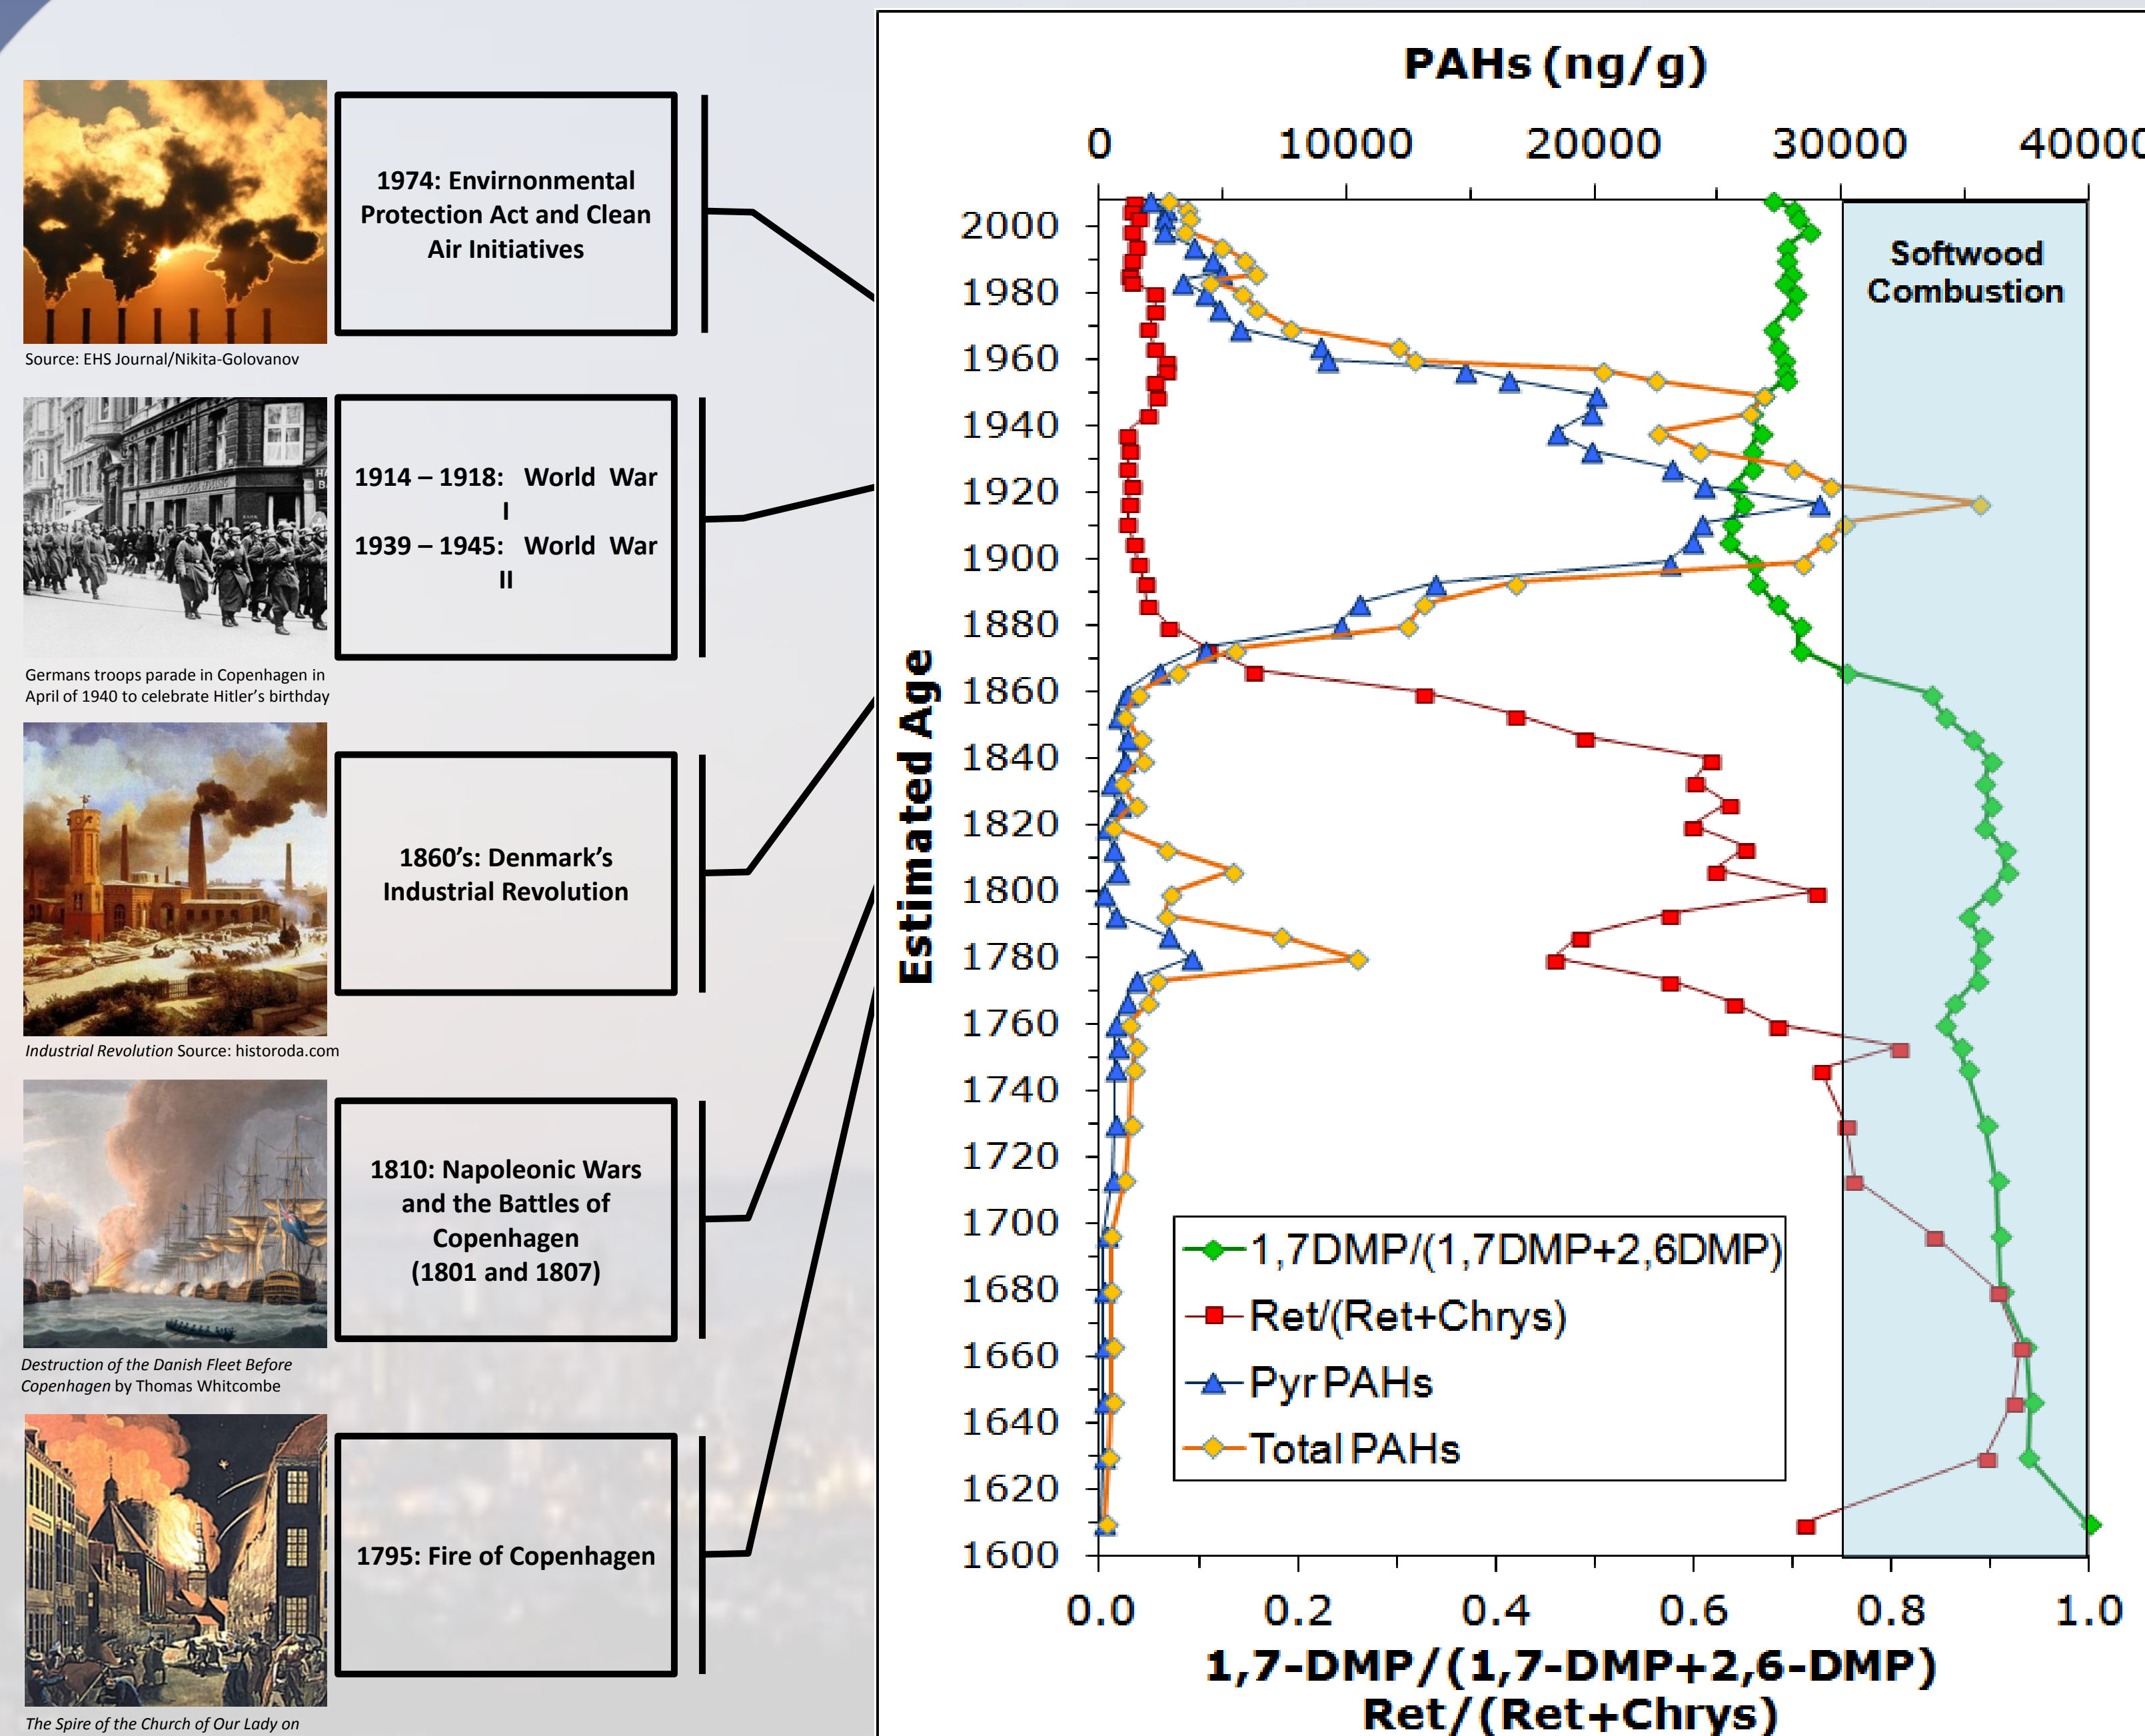 1974: Envirnonmental
Protection Act and Clean
Air Initiatives
Source: EHS Journal/Nikita-Golovanov
1914 – 1918: World War
I
1939 – 1945: World War
II
Germans troops parade in Copenhagen in
April of 1940 to celebrate Hitler’s birthday
1860’s: Denmark’s
Industrial Revolution
Industrial Revolution Source: historoda.com
1810: Napoleonic Wars
and the Battles of
Copenhagen
(1801 and 1807)
Destruction of the Danish Fleet Before
Copenhagen by Thomas Whitcombe
1795: Fire of Copenhagen
The Spire of the Church of Our Lady on
PAHs (ng/g)
0 10000 20000 30000 40000
Softwood
Combustion
Estimated Age
2000
1980
1960
1940
1920
1900
1880
1860
1840
1820
1800
1780
1760
1740
1720
1700
1680
1660
1640
1620
1600
1,7DMP/(1,7DMP+2,6DMP)
Ret/(Ret+Chrys)
Pyr PAHs
Total PAHs
0.0 0.2 0.4 0.6 0.8 1.0
1,7-DMP/(1,7-DMP+2,6-DMP)
Ret/(Ret+Chrys)